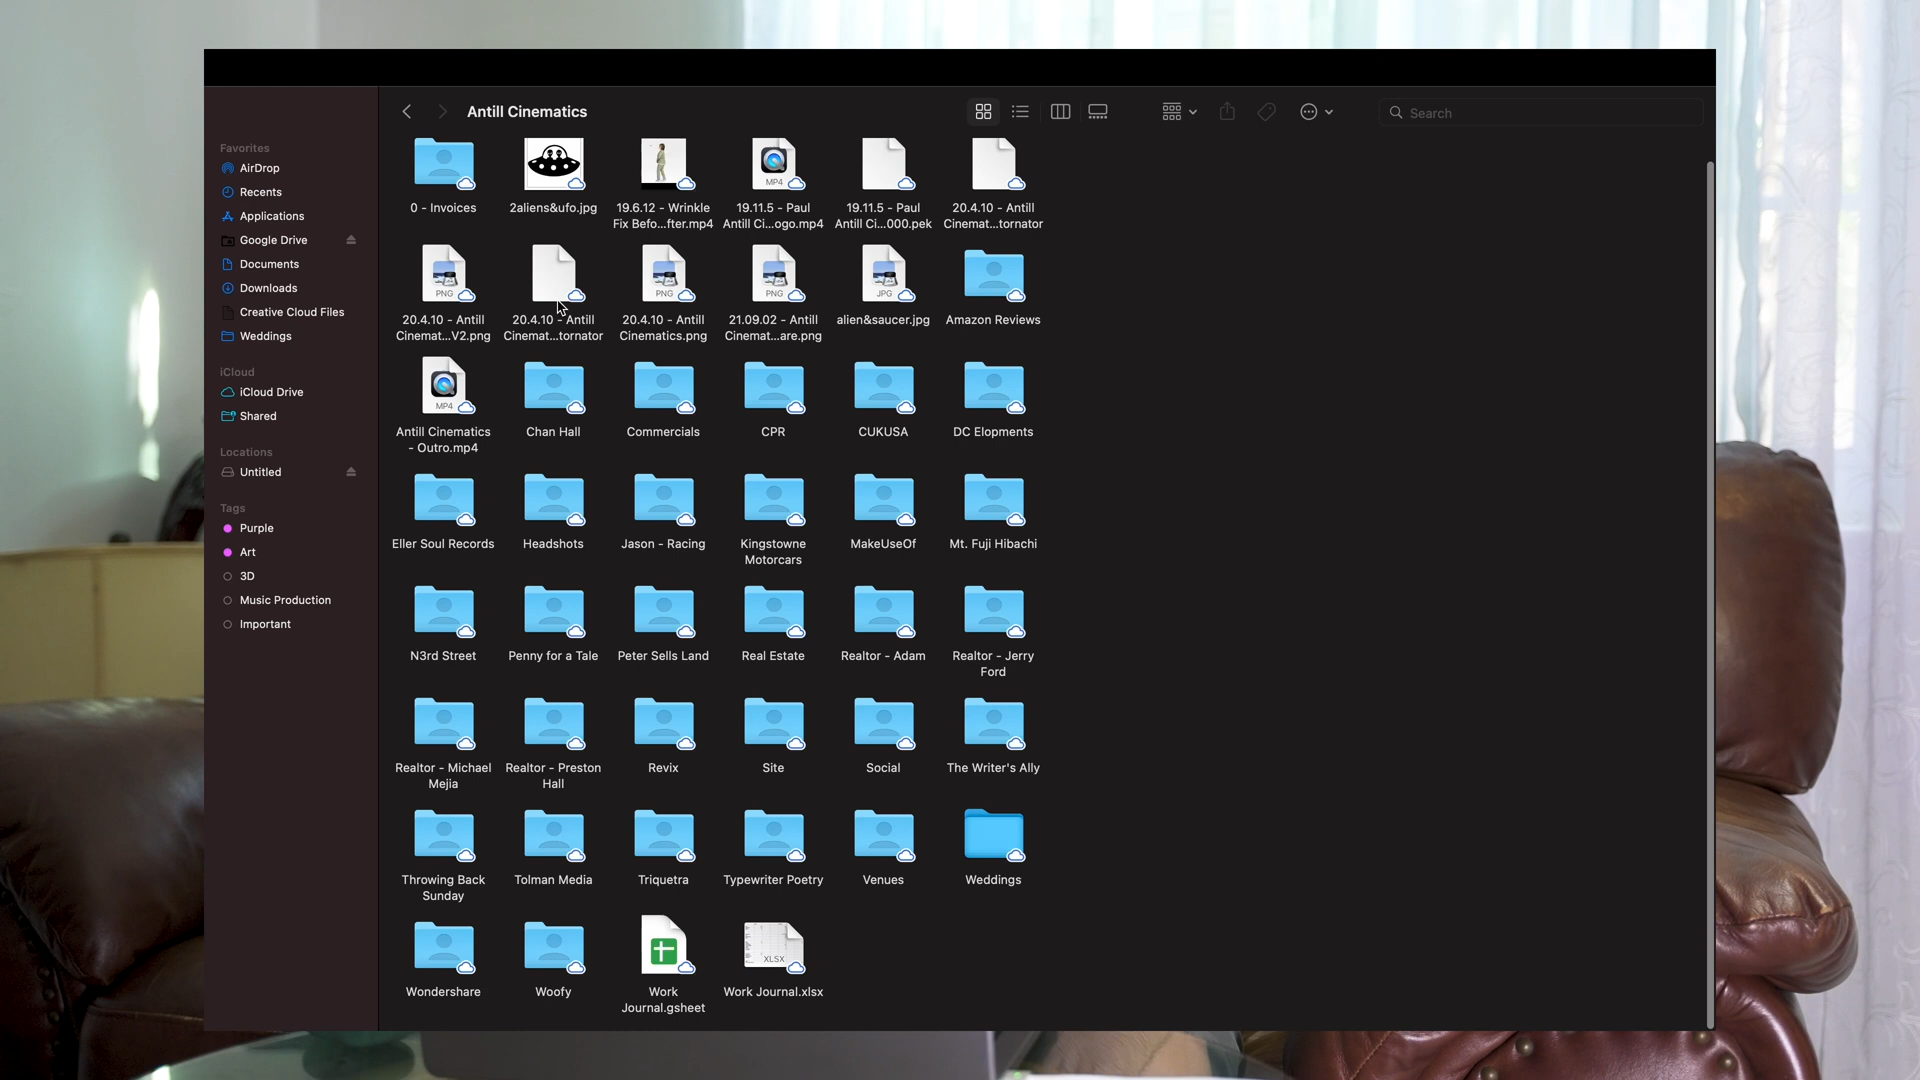 Antill Cinematics
Search
Favorites
AirDrop
Recents
Applications
Google Drive
Documents
Downloads
Creative Cloud Files
Weddings
iCloud
iCloud Drive
Shared
Locations
Untitled
Tags
Purple
Art
3D
Music Production
Important
0 - Invoices
2aliens&ufo.jpg
19.6.12 - Wrinkle
Fix Befo...fter.mp4
MP4
19.11.5 - Paul
Antill Ci...ogo.mp4
19.11.5 - Paul
Antill Ci...000.pek
20.4.10 - Antill
Cinemat...tornator
PNG
20.4.10 - Antill
Cinemat...V2.png
20.4.10 - Antill
Cinemat...tornator
PNG
20.4.10 - Antill
Cinematics.png
PNG
21.09.02 - Antill
Cinemat...are.png
JPG
alien&saucer.jpg
Amazon Reviews
MP4
Antill Cinematics
- Outro.mp4
Chan Hall
Commercials
CPR
CUKUSA
DC Elopments
Eller Soul Records
Headshots
Jason - Racing
Kingstowne
Motorcars
MakeUseOf
Mt. Fuji Hibachi
N3rd Street
Penny for a Tale
Peter Sells Land
Real Estate
Realtor - Adam
Realtor - Jerry
Ford
Realtor - Michael
Mejia
Realtor - Preston
Hall
Revix
Site
Social
The Writer's Ally
Throwing Back
Sunday
Tolman Media
Triquetra
Typewriter Poetry
Venues
Weddings
Wondershare
Woofy
Work
Journal.gsheet
XLSX
Work Journal.xlsx